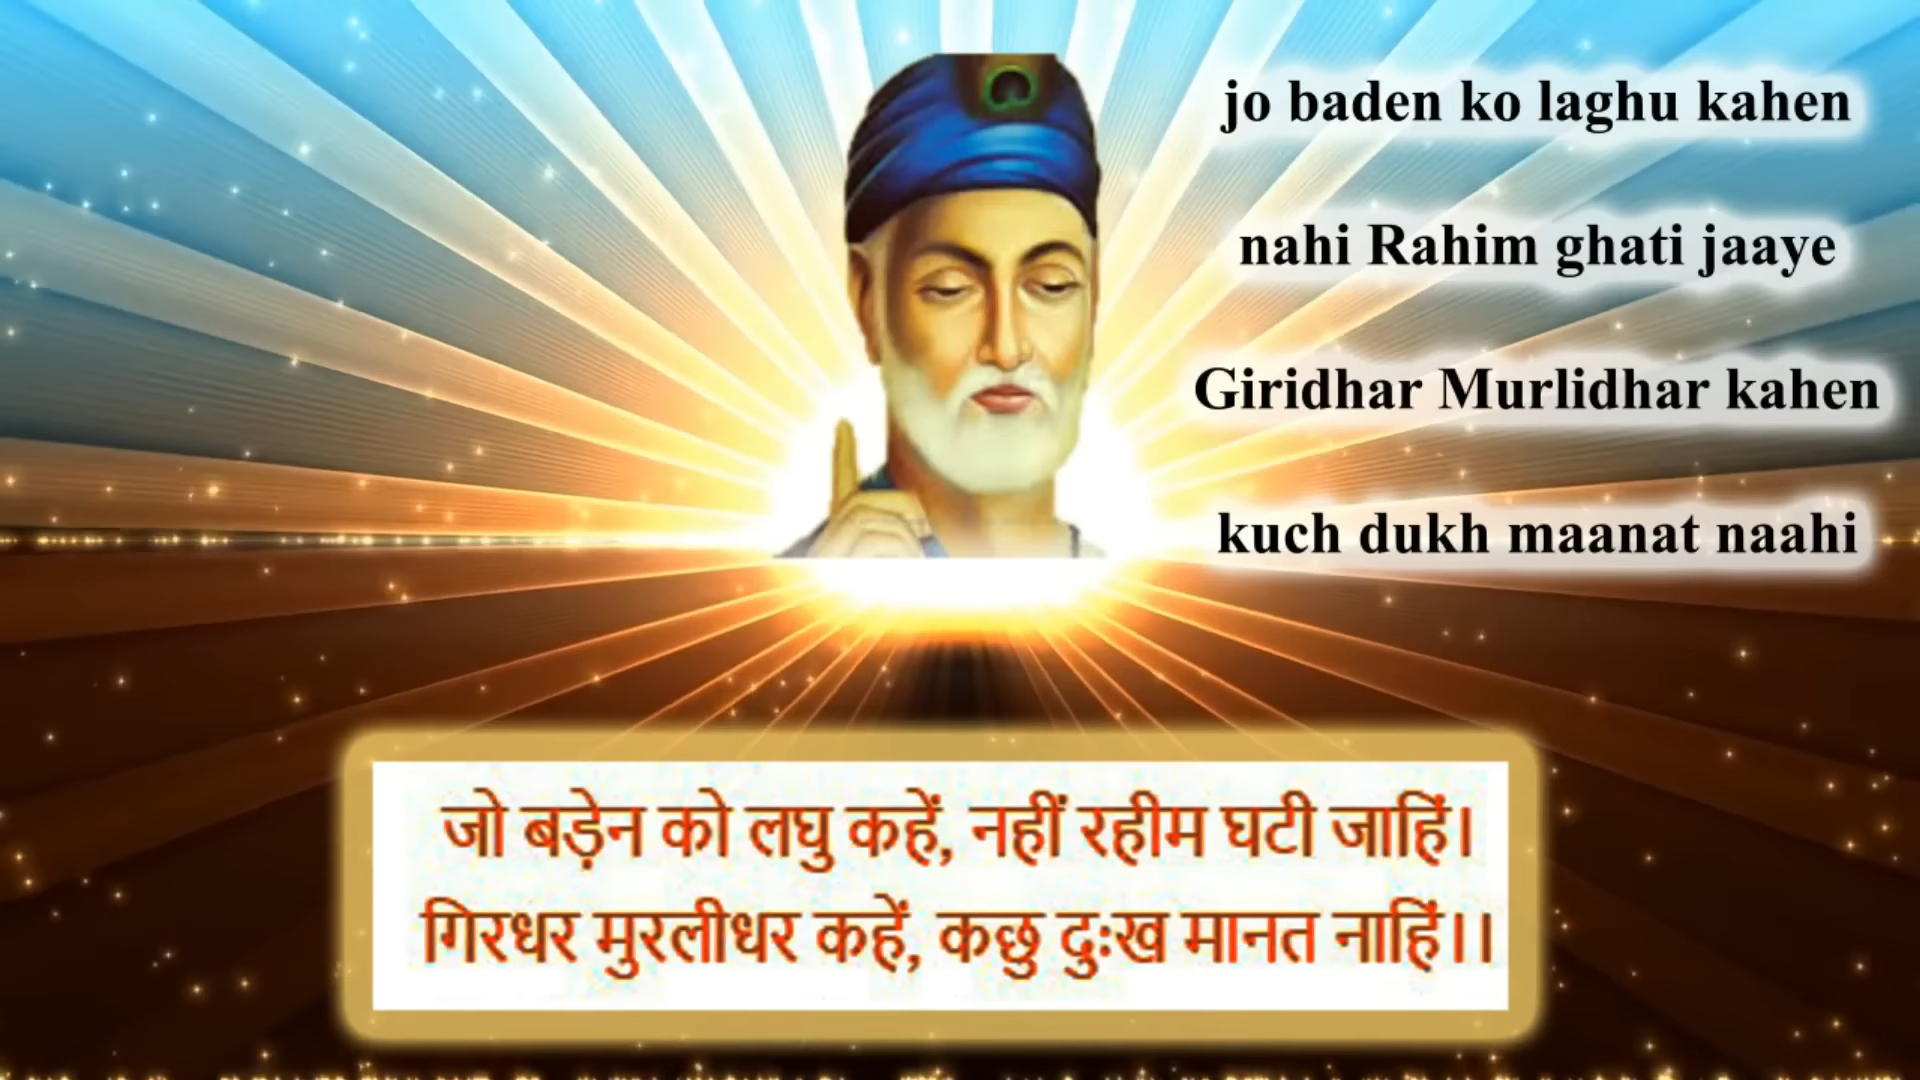 jo baden ko laghu kahen
nahi Rahim ghati jaaye
Giridhar Murlidhar kahen
kuch dukh maanat naahi
जो बड़ेन को लघु कहें, नहीं रहीम घटी जाहिं।
गिरधर मुरलीधर कहें, कछु दुःख मानत नाहिं।।